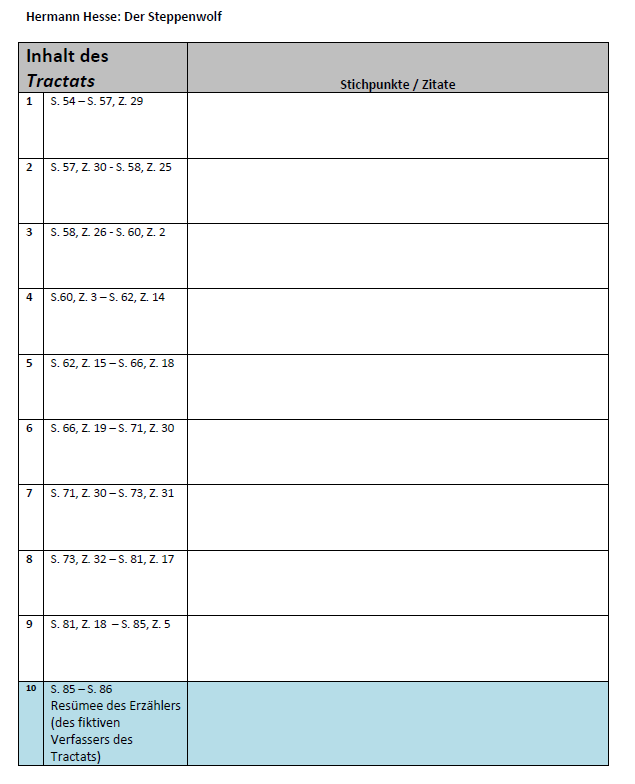 Hermann Hesse: Der Steppenwolf
Inhalt des
Tractats
Stichpunkte / Zitate
1 S. 54 – S. 57, Z. 29
2 S. 57, Z. 30 - S. 58, Z. 25
3 S. 58, Z. 26 - S. 60, Z. 2
4 S.60, Z. 3 – S. 62, Z. 14
5 S. 62, Z. 15 – S. 66, Z. 18
6 S. 66, Z. 19 – S. 71, Z. 30
7 S. 71, Z. 30 – S. 73, Z. 31
8 S. 73, Z. 32 – S. 81, Z. 17
9 S. 81, Z. 18 – S. 85, Z. 5
10 S. 85 – S. 86
Resümee des Erzählers
(des fiktiven
Verfassers des
Tractats)